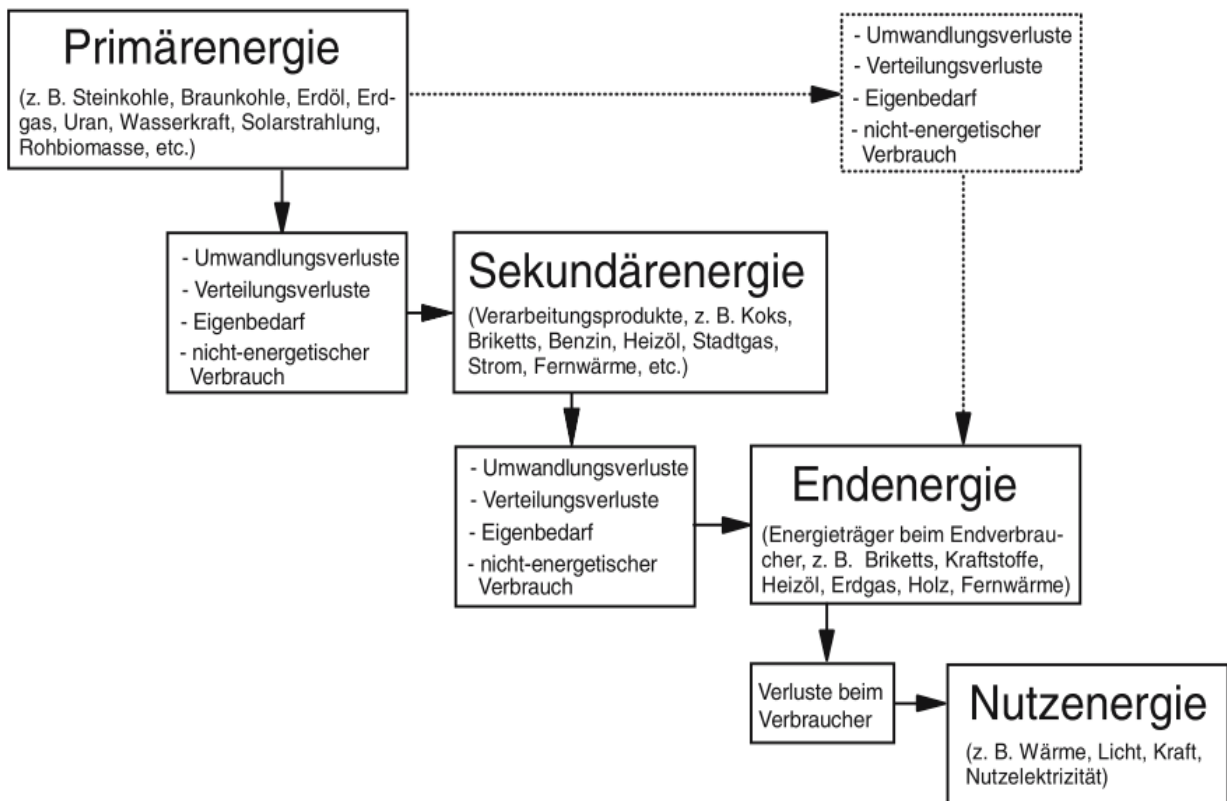 Primärenergie
(z. B. Steinkohle, Braunkohle, Erdöl, Erd-
gas, Uran, Wasserkraft, Solarstrahlung,
Rohbiomasse, etc.)
- Umwandlungsverluste
- Verteilungsverluste
- Eigenbedarf
- nicht-energetischer
Verbrauch
- Umwandlungsverluste
- Verteilungsverluste
- Eigenbedarf
- nicht-energetischer
Verbrauch
Sekundärenergie
(Verarbeitungsprodukte, z. B. Koks,
Briketts, Benzin, Heizöl, Stadtgas,
Strom, Fernwärme, etc.)
- Umwandlungsverluste
- Verteilungsverluste
- Eigenbedarf
- nicht-energetischer
Verbrauch
Endenergie
(Energieträger beim Endverbrau-
cher, z. B. Briketts, Kraftstoffe,
Heizöl, Erdgas, Holz, Fernwärme)
Verluste beim
Verbraucher
Nutzenergie
(z. B. Wärme, Licht, Kraft,
Nutzelektrizität)